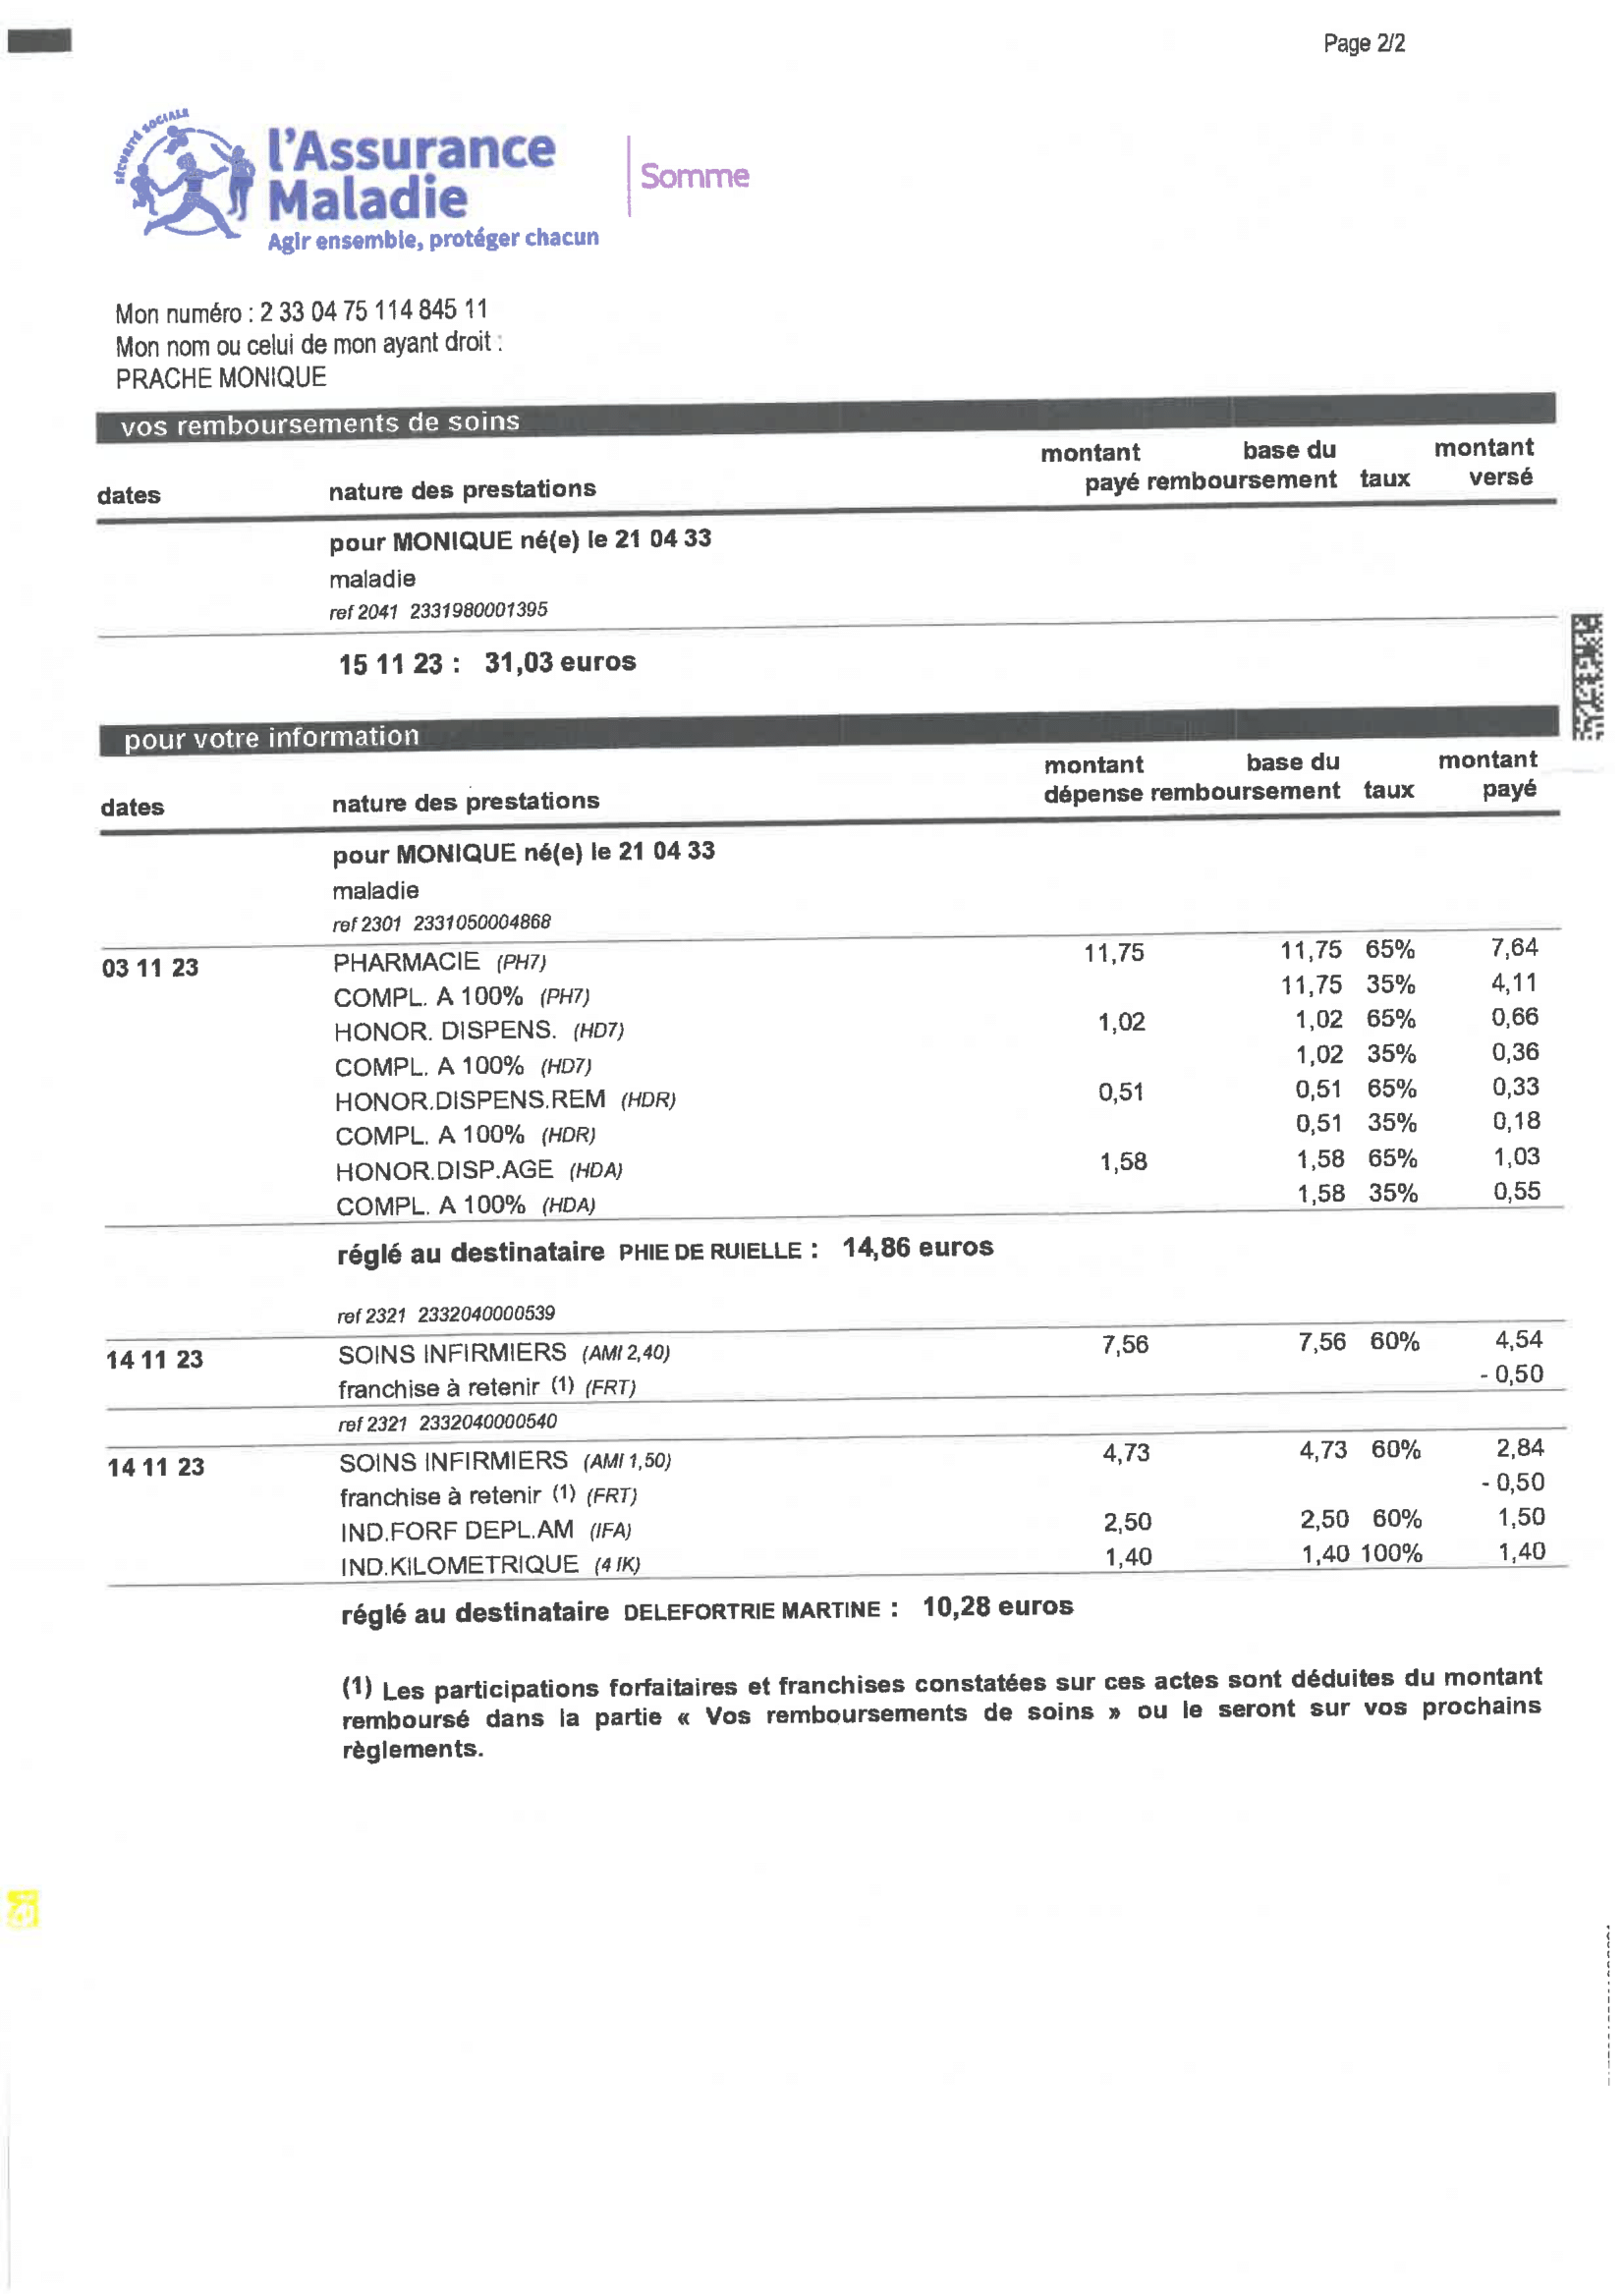 Page 2/2
SÉCURITÉ SOCIALE
l'Assurance
Maladie
Agir ensemble, protéger chacun
Somme
Mon numéro : 2 33 04 75 114 845 11
Mon nom ou celui de mon ayant droit :
PRACHE MONIQUE
vos remboursements de soins
montant base du montant
dates nature des prestations payé remboursement taux versé
pour MONIQUE né(e) le 21 04 33
maladie
ref 2041 2331980001395
15 11 23 : 31,03 euros
pour votre information
montant base du montant
dates nature des prestations dépense remboursement taux payé
pour MONIQUE né(e) le 21 04 33
maladie
ref 2301 2331050004868
03 11 23 PHARMACIE (PH7) 11,75 11,75 65% 7,64
COMPL. A 100% (PH7) 11,75 35% 4,11
HONOR. DISPENS. (HD7) 1,02 1,02 65% 0,66
COMPL. A 100% (HD7) 1,02 35% 0,36
HONOR.DISPENS.REM (HDR) 0,51 0,51 65% 0,33
COMPL. A 100% (HDR) 0,51 35% 0,18
HONOR.DISP.AGE (HDA) 1,58 1,58 65% 1,03
COMPL. A 100% (HDA) 1,58 35% 0,55
réglé au destinataire PHIE DE RUIELLE : 14,86 euros
ref 2321 2332040000539
14 11 23 SOINS INFIRMIERS (AMI 2,40) 7,56 7,56 60% 4,54
franchise à retenir (1) (FRT) - 0,50
ref 2321 2332040000540
14 11 23 SOINS INFIRMIERS (AMI 1,50) 4,73 4,73 60% 2,84
franchise à retenir (1) (FRT) - 0,50
IND.FORF DEPL.AM (IFA) 2,50 2,50 60% 1,50
IND.KILOMETRIQUE (4 IK) 1,40 1,40 100% 1,40
réglé au destinataire DELEFORTRIE MARTINE : 10,28 euros
(1) Les participations forfaitaires et franchises constatées sur ces actes sont déduites du montant
remboursé dans la partie « Vos remboursements de soins » ou le seront sur vos prochains
règlements.